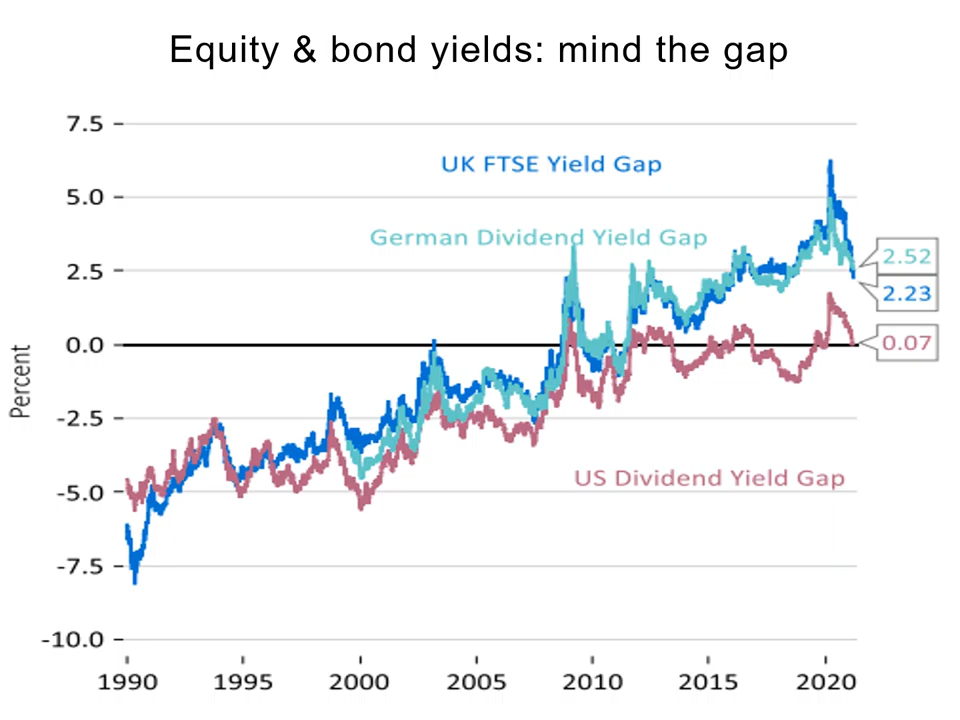 Equity & bond yields: mind the gap
7.5
UK FTSE Yield Gap
5.0
German Dividend Yield Gap
2.52
2.5
2.23
0.0
0.07
Percent
-2.5
US Dividend Yield Gap
-5.0
-7.5
-10.0
1990 1995 2000 2005 2010 2015 2020